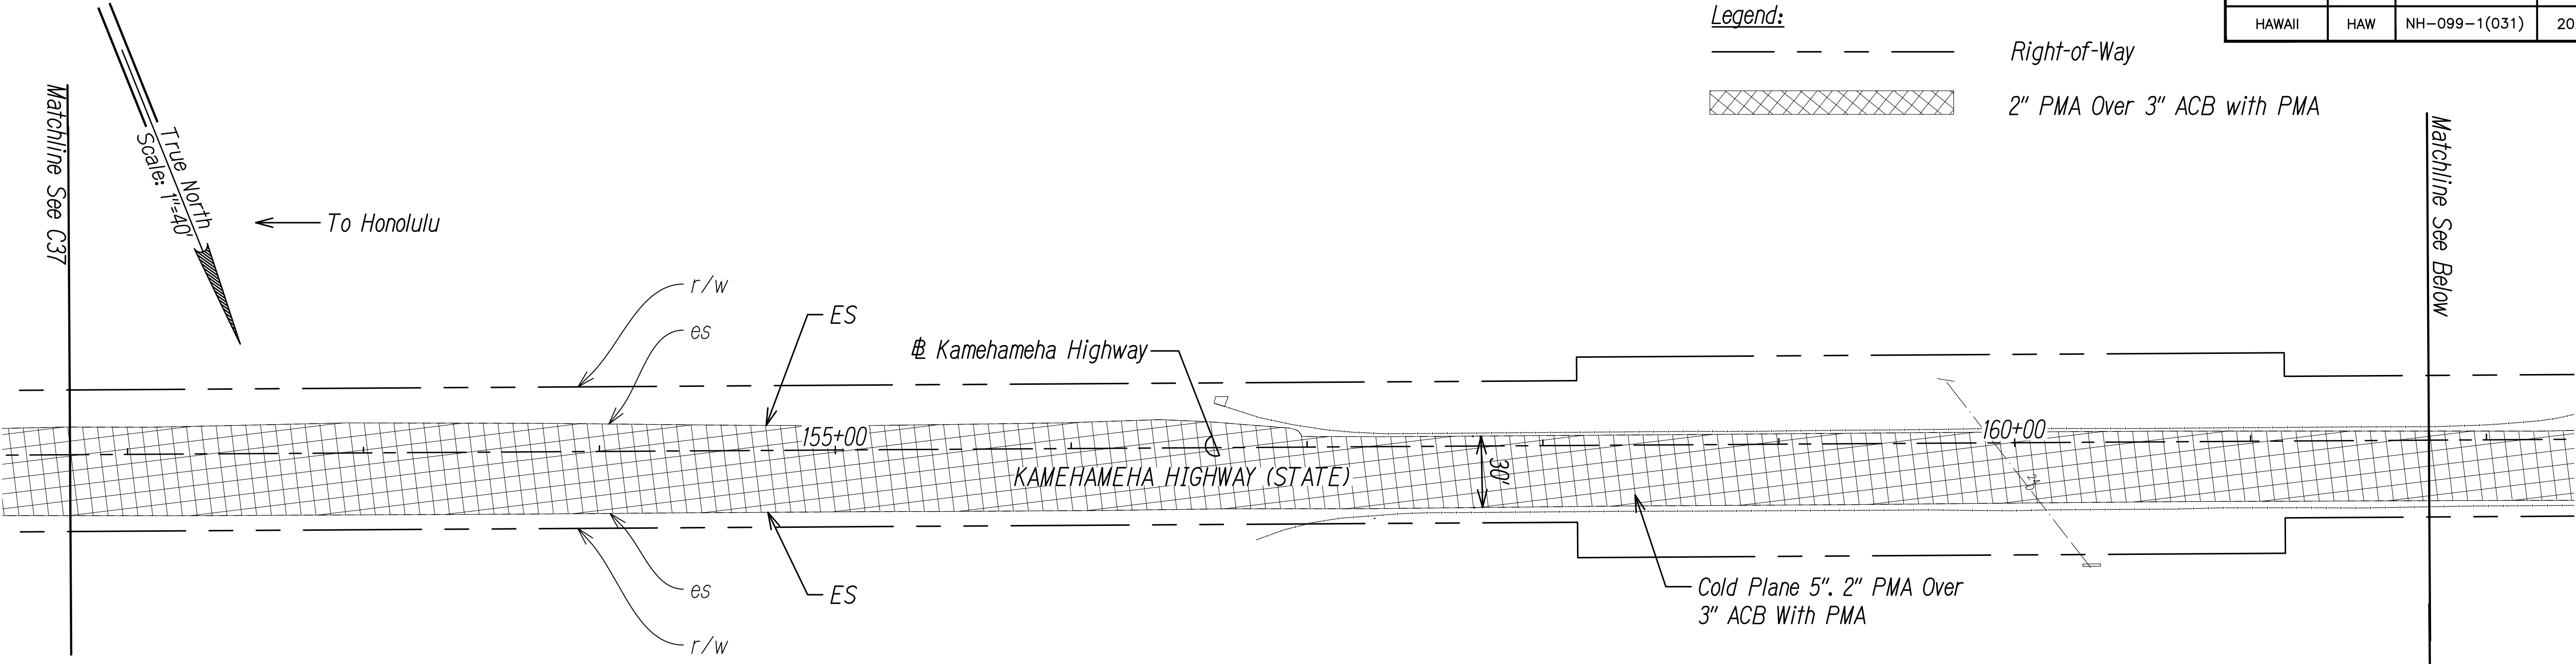 Legend:
Right-of-Way
2" PMA Over 3" ACB with PMA
HAWAII HAW NH-099-1(031) 20
Matchline See C37
True North
Scale: 1"=40'
To Honolulu
r/w
es
ES
℄ Kamehameha Highway
155+00
KAMEHAMEHA HIGHWAY (STATE)
30'
160+00
Matchline See Below
es
ES
r/w
Cold Plane 5". 2" PMA Over
3" ACB With PMA